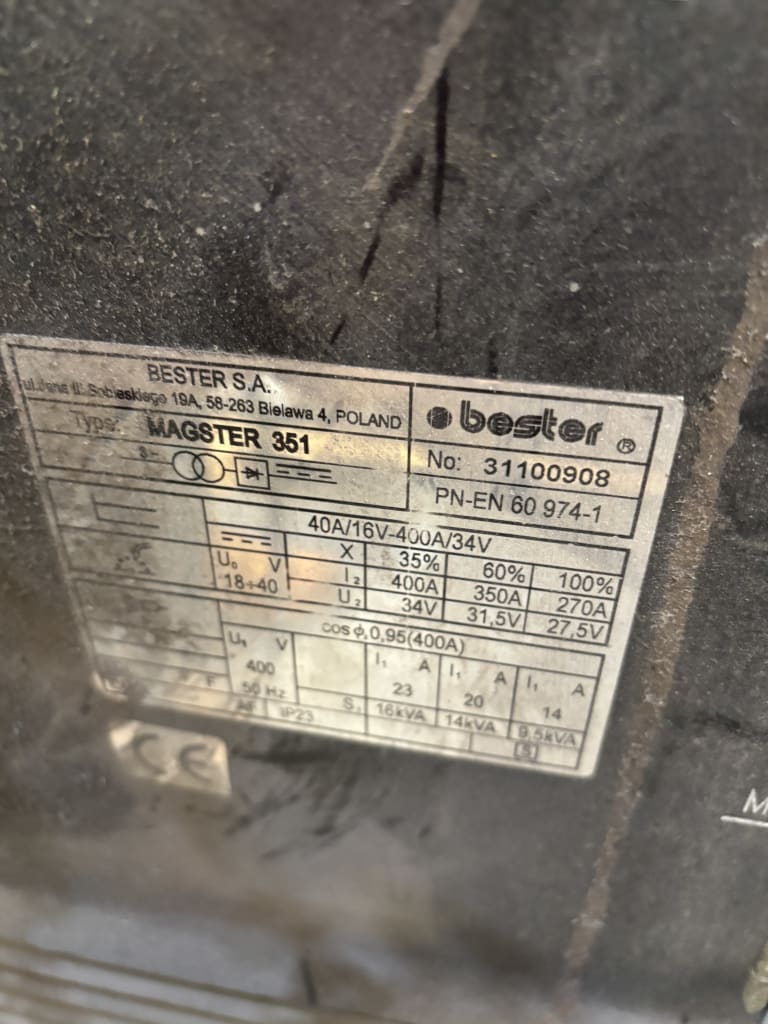 BESTER S.A.
19A, 58-263 Bielawa 4, POLAND
Type: MAGSTER 351
bester ®
No: 31100908
PN-EN 60 974-1
40A/16V-400A/34V
X 35% 60% 100%
U₀ V 18÷40
I₂ 400A 350A 270A
U₂ 34V 31,5V 27,5V
cos φ 0,95(400A)
U₁ V I₁ A I₁ A I₁ A
400 23 20 14
50 Hz
IP23 S₁ 16kVA 14kVA 9,5kVA
S
CE
M